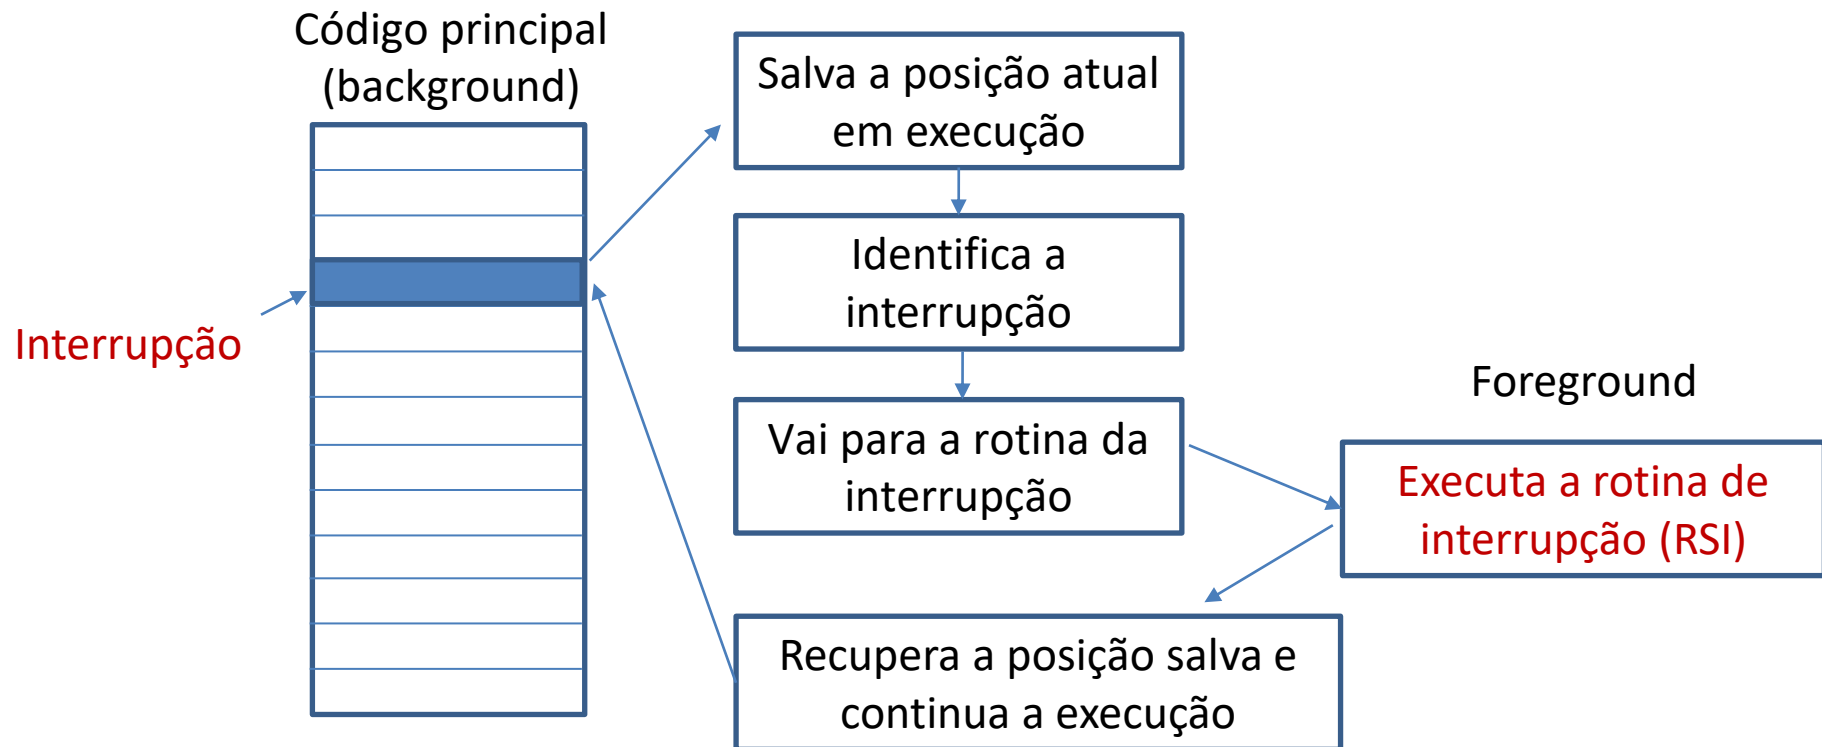 Código principal
(background)
Salva a posição atual
em execução
Identifica a
interrupção
Interrupção
Vai para a rotina da
interrupção
Foreground
Executa a rotina de
interrupção (RSI)
Recupera a posição salva e
continua a execução